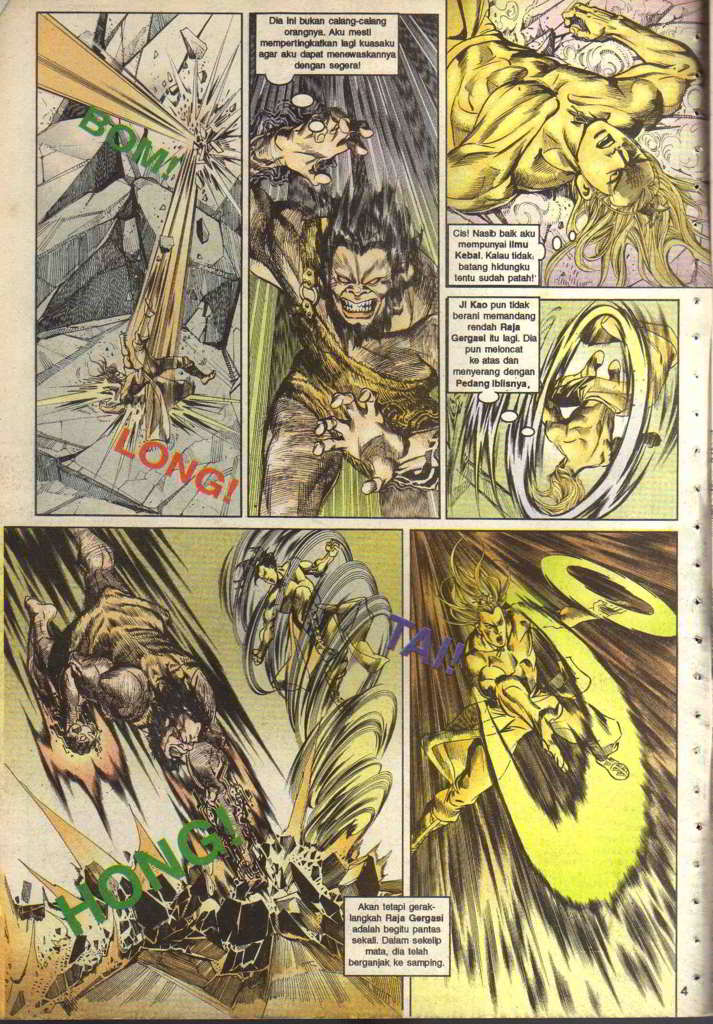 BOM!
LONG!
Dia ini bukan calang-calang
orangnya. Aku mesti
mempertingkatkan lagi kuasaku
agar aku dapat menewaskannya
dengan segera!
Cis! Nasib baik aku
mempunyai Ilmu
Kebal. Kalau tidak,
batang hidungku
tentu sudah patah!
Ji Kao pun tidak
berani memandang
rendah Raja
Gergasi itu lagi. Dia
pun meloncat
ke atas dan
menyerang dengan
Pedang Iblisnya,
HONG!
TAI!
Akan tetapi gerak-
langkah Raja Gergasi
adalah begitu pantas
sekali. Dalam sekelip
mata, dia telah
berganjak ke samping.
4